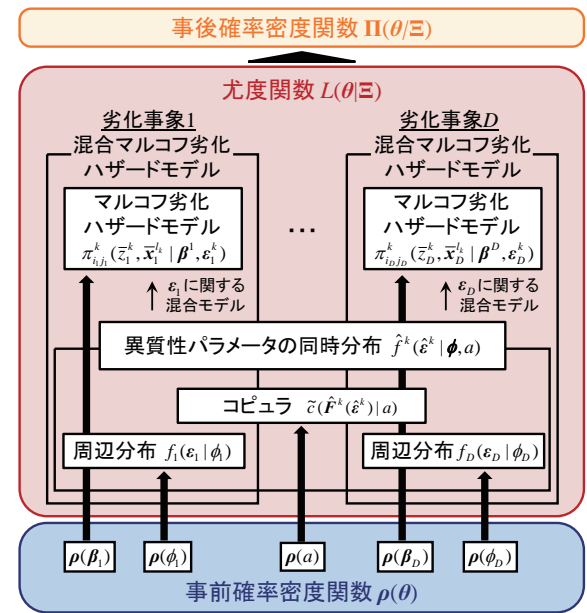 事後確率密度関数 Π(θ/Ξ)
尤度関数 L(θ|Ξ)
劣化事象1
混合マルコフ劣化
ハザードモデル
マルコフ劣化
ハザードモデル
π^k_{i_1 j_1}(z̄^k_1, x̄^{l_k}_1 | β^1, ε^k_1)
ε_1に関する
混合モデル
…
劣化事象D
混合マルコフ劣化
ハザードモデル
マルコフ劣化
ハザードモデル
π^k_{i_D j_D}(z̄^k_D, x̄^{l_k}_D | β^D, ε^k_D)
ε_Dに関する
混合モデル
異質性パラメータの同時分布 f̂^k(ε̂^k | ϕ, a)
コピュラ c̃(F̂^k(ε̂^k) | a)
周辺分布 f_1(ε_1 | ϕ_1)
周辺分布 f_D(ε_D | ϕ_D)
ρ(β_1) ρ(ϕ_1) ρ(a) ρ(β_D) ρ(ϕ_D)
事前確率密度関数 ρ(θ)